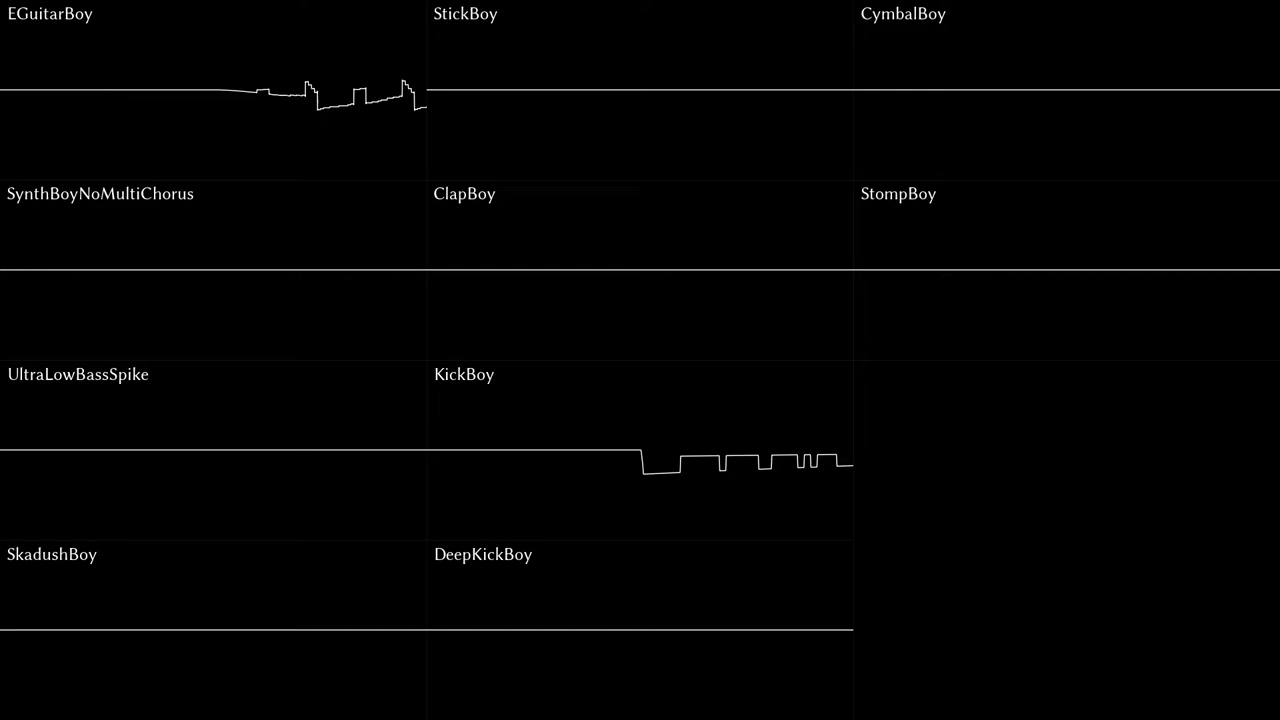 EGuitarBoy
StickBoy
CymbalBoy
SynthBoyNoMultiChorus
ClapBoy
StompBoy
UltraLowBassSpike
KickBoy
SkadushBoy
DeepKickBoy